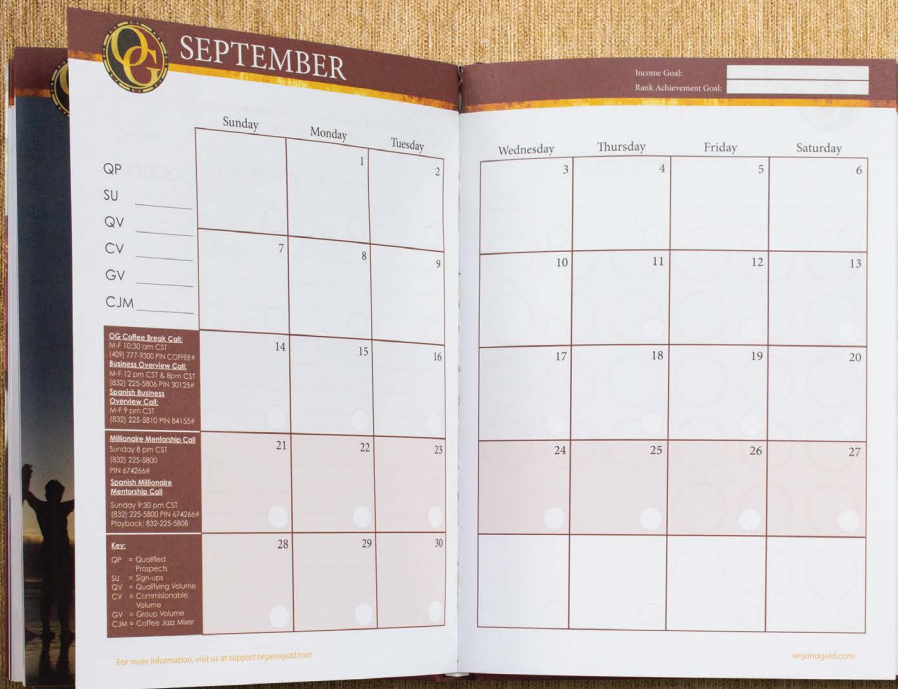 OG
SEPTEMBER
Income Goal:
Rank Achievement Goal:
Sunday Monday Tuesday Wednesday Thursday Friday Saturday
1 2 3 4 5 6
7 8 9 10 11 12 13
14 15 16 17 18 19 20
21 22 23 24 25 26 27
28 29 30
QP
SU
QV
CV
GV
CJM
OG Coffee Break Call:
M-F 10:30 am CST
(409) 777-9300 PIN COFFEE#
Business Overview Call:
M-F 12 pm CST & 8pm CST
(832) 225-5806 PIN 30125#
Spanish Business
Overview Call:
M-F 9 pm CST
(832) 225-5810 PIN 84155#
Millionaire Mentorship Call
Sunday 8 pm CST
(832) 225-5800
PIN 674266#
Spanish Millionaire
Mentorship Call
Sunday 9:30 pm CST
(832) 225-5800 PIN 674266#
Playback: 832-225-5808
Key:
QP = Qualified
Prospects
SU = Sign-ups
QV = Qualifying Volume
CV = Commisionable
Volume
GV = Group Volume
CJM = Coffee Jazz Mixer
For more information, visit us at support.organogold.com
organogold.com